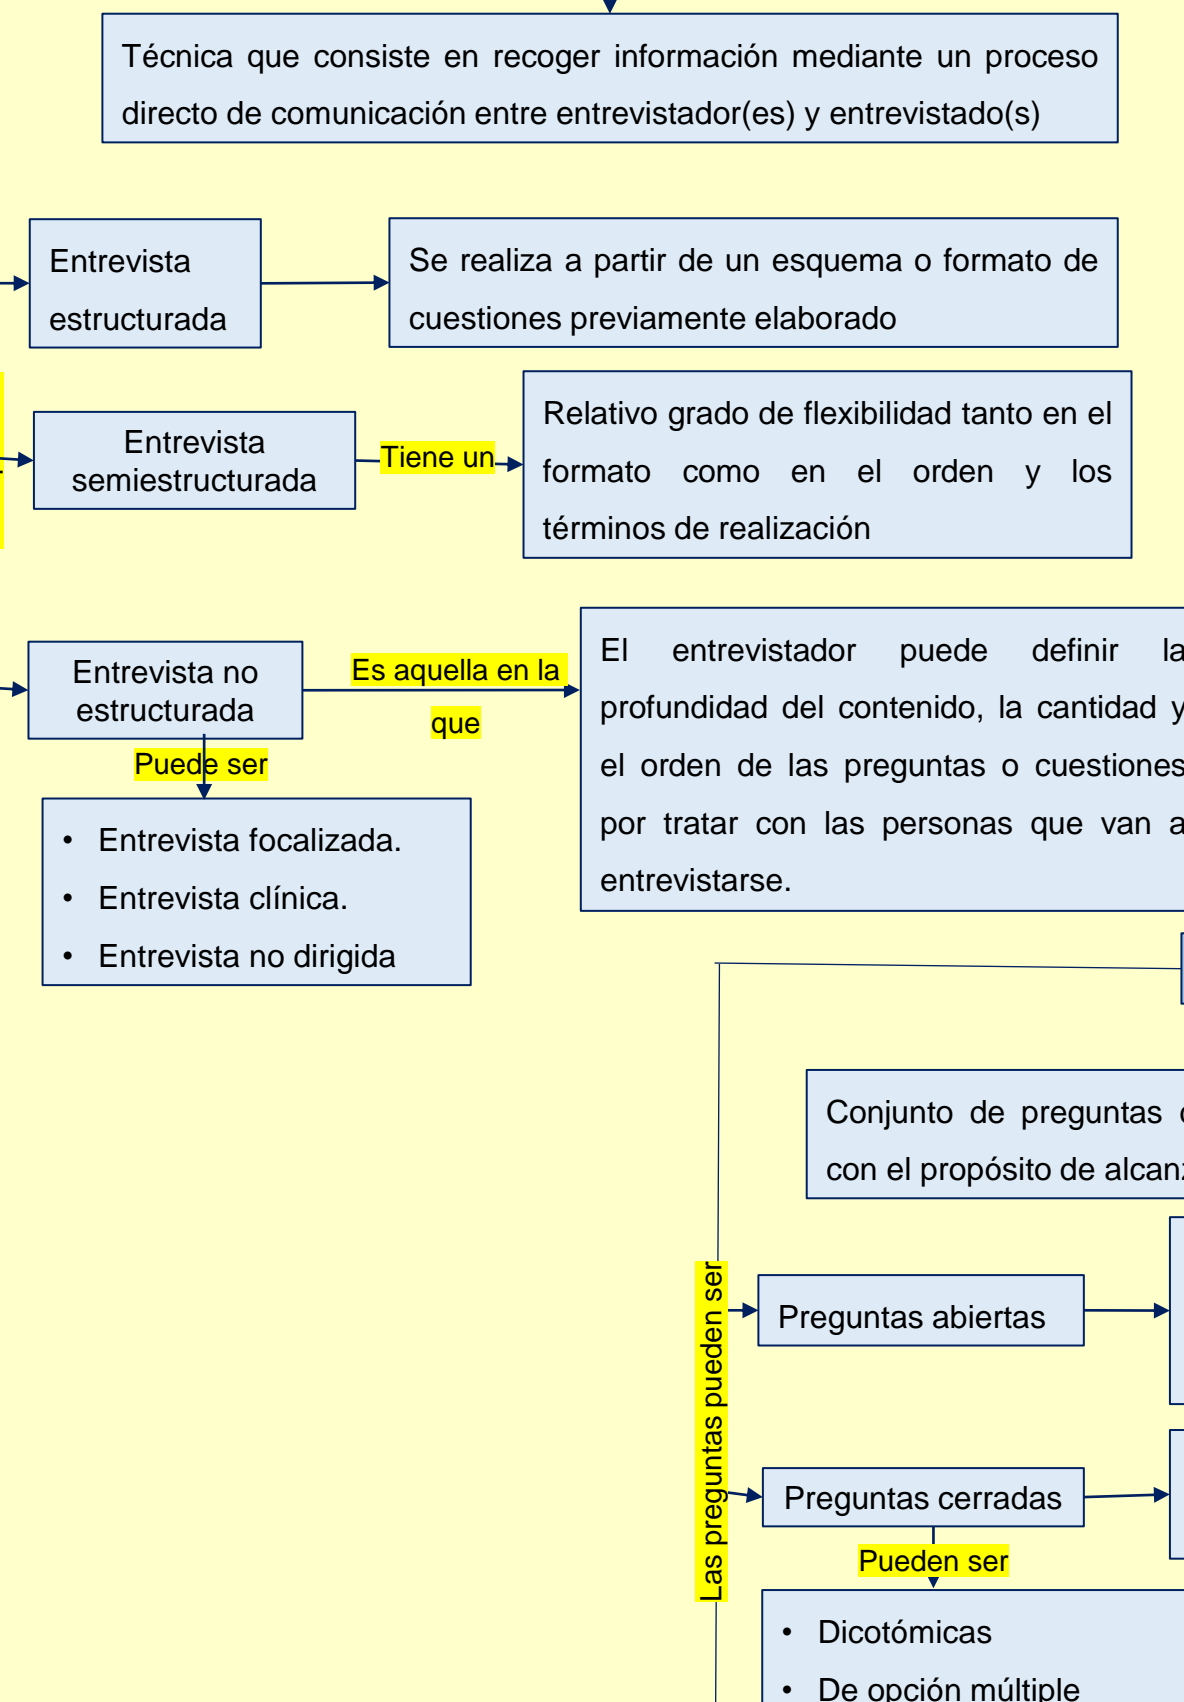 Técnica que consiste en recoger información mediante un proceso
directo de comunicación entre entrevistador(es) y entrevistado(s)
Entrevista
estructurada
Se realiza a partir de un esquema o formato de
cuestiones previamente elaborado
Entrevista
semiestructurada
Tiene un
Relativo grado de flexibilidad tanto en el
formato como en el orden y los
términos de realización
Entrevista no
estructurada
Es aquella en la
que
El entrevistador puede definir la
profundidad del contenido, la cantidad y
el orden de las preguntas o cuestiones
por tratar con las personas que van a
entrevistarse.
Puede ser
• Entrevista focalizada.
• Entrevista clínica.
• Entrevista no dirigida
Conjunto de preguntas
con el propósito de
Las preguntas pueden ser
Preguntas abiertas
Preguntas cerradas
Pueden ser
• Dicotómicas
• De opción múltiple